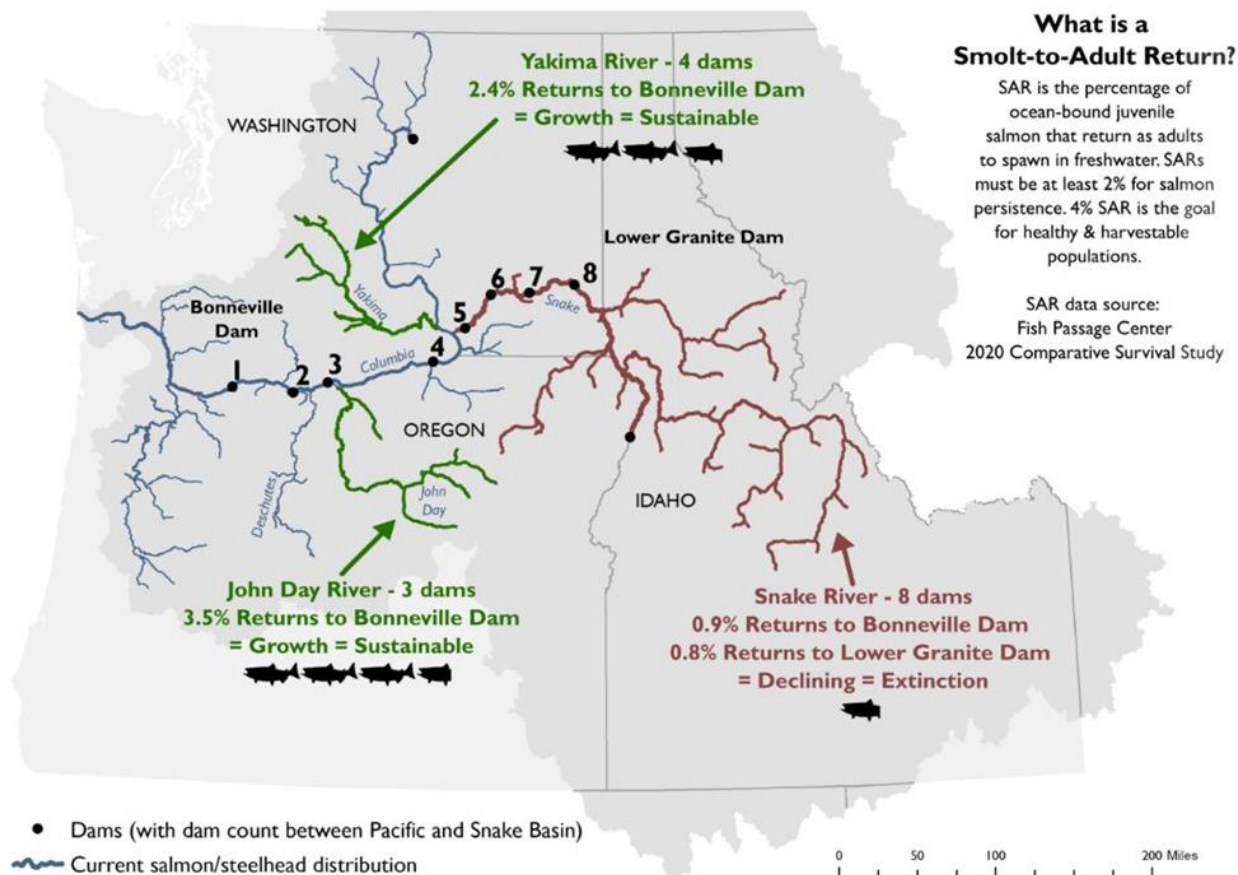 What is a
Smolt-to-Adult Return?
SAR is the percentage of
ocean-bound juvenile
salmon that return as adults
to spawn in freshwater. SARs
must be at least 2% for salmon
persistence. 4% SAR is the goal
for healthy & harvestable
populations.
SAR data source:
Fish Passage Center
2020 Comparative Survival Study
Yakima River - 4 dams
2.4% Returns to Bonneville Dam
= Growth = Sustainable
WASHINGTON
Lower Granite Dam
Bonneville
Dam
Yakima
Snake
Columbia
1
2
3
4
5
6
7
8
OREGON
Deschutes
John
Day
IDAHO
John Day River - 3 dams
3.5% Returns to Bonneville Dam
= Growth = Sustainable
Snake River - 8 dams
0.9% Returns to Bonneville Dam
0.8% Returns to Lower Granite Dam
= Declining = Extinction
Dams (with dam count between Pacific and Snake Basin)
Current salmon/steelhead distribution
0 50 100 200 Miles